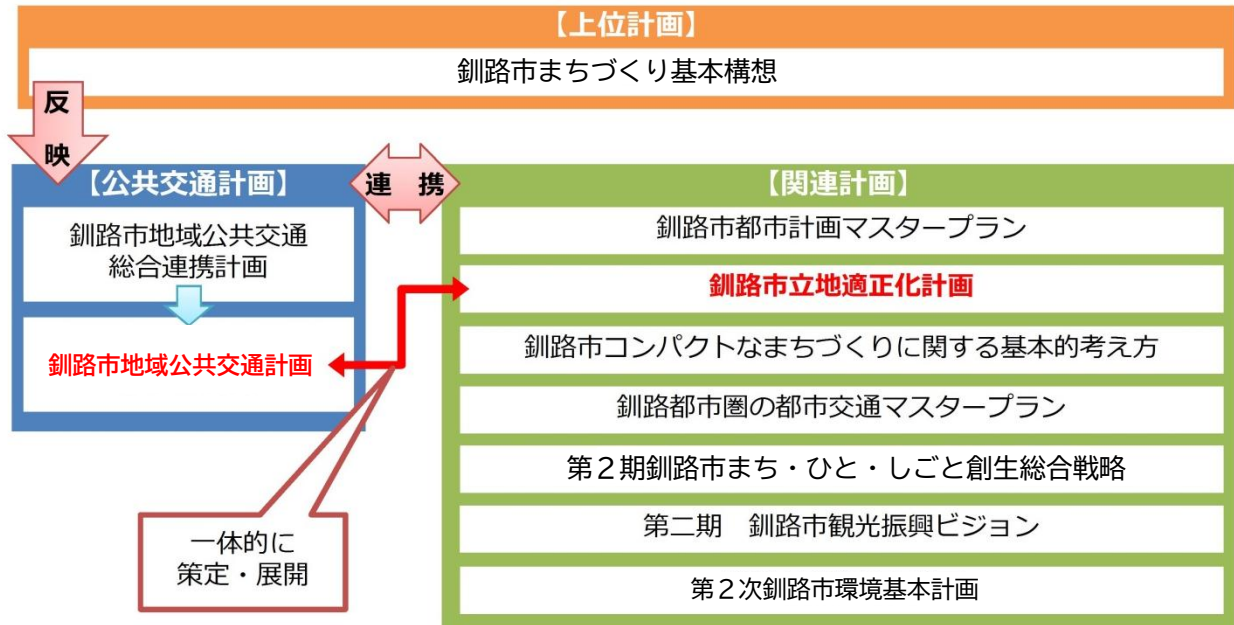 【上位計画】
釧路市まちづくり基本構想
反
映
【公共交通計画】
釧路市地域公共交通
総合連携計画
釧路市地域公共交通計画
連　携
【関連計画】
釧路市都市計画マスタープラン
釧路市立地適正化計画
釧路市コンパクトなまちづくりに関する基本的考え方
釧路都市圏の都市交通マスタープラン
第２期釧路市まち・ひと・しごと創生総合戦略
第二期　釧路市観光振興ビジョン
第２次釧路市環境基本計画
一体的に
策定・展開